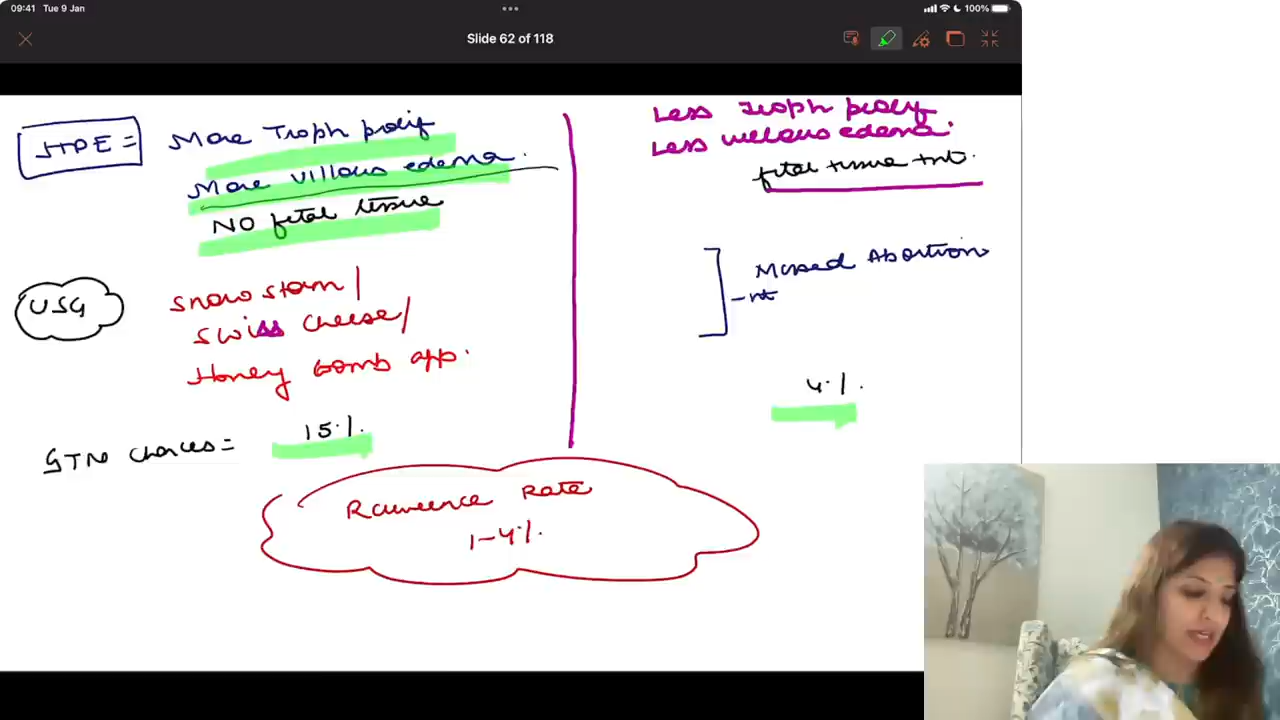 09:41 Tue 9 Jan
100%
Slide 62 of 118
HPE = More Troph prolif
More villous edema.
NO fetal tissue
Less Troph prolif
Less villous edema.
fetal tissue +nt.
USG
Snow storm /
Swiss cheese /
Honey comb app.
Missed Abortion
GTN chances = 15%.
4%.
Recurrence Rate
1-4%.